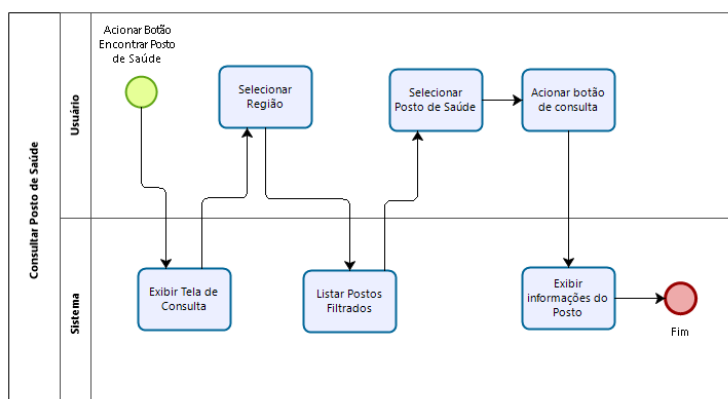 Consultar Posto de Saúde
Usuário
Acionar Botão
Encontrar Posto
de Saúde
Selecionar
Região
Selecionar
Posto de Saúde
Acionar botão
de consulta
Sistema
Exibir Tela de
Consulta
Listar Postos
Filtrados
Exibir
informações do
Posto
Fim